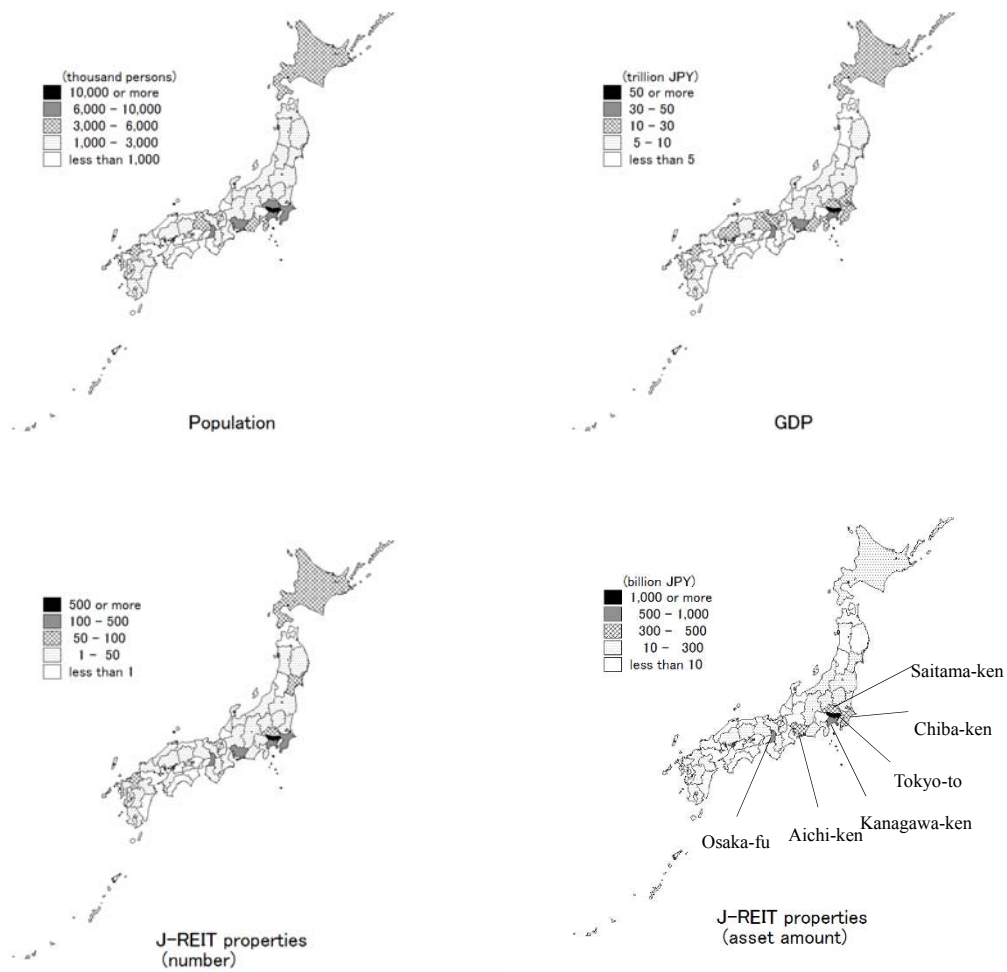 (thousand persons)
10,000 or more
6,000 - 10,000
3,000 - 6,000
1,000 - 3,000
less than 1,000
Population
(trillion JPY)
50 or more
30 - 50
10 - 30
5 - 10
less than 5
GDP
500 or more
100 - 500
50 - 100
1 - 50
less than 1
J-REIT properties
(number)
(billion JPY)
1,000 or more
500 - 1,000
300 - 500
10 - 300
less than 10
Saitama-ken
Chiba-ken
Tokyo-to
Kanagawa-ken
Aichi-ken
Osaka-fu
J-REIT properties
(asset amount)